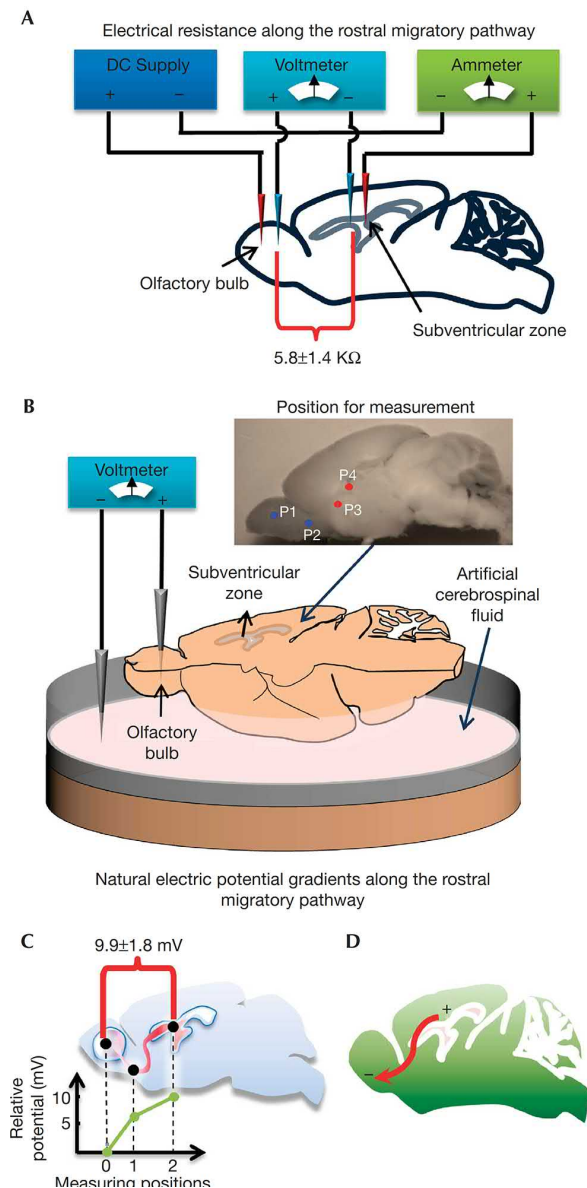 A
Electrical resistance along the rostral migratory pathway
DC Supply
+ −
Voltmeter
+ −
Ammeter
− +
Olfactory bulb
Subventricular zone
5.8±1.4 KΩ
B
Position for measurement
Voltmeter
− +
P4
P1
P3
P2
Subventricular
zone
Artificial
cerebrospinal
fluid
Olfactory
bulb
Natural electric potential gradients along the rostral
migratory pathway
C
9.9±1.8 mV
Relative
potential (mV)
10
5
0 1 2
Measuring positions
D
+
−